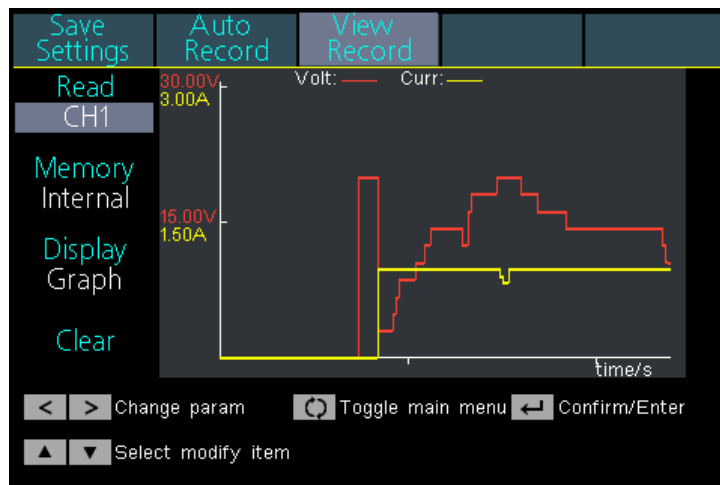 Save Settings
Auto Record
View Record
Read
CH1
Memory
Internal
Display
Graph
Clear
30.00V
3.00A
Volt:
Curr:
15.00V
1.50A
time/s
< > Change param
Toggle main menu
Confirm/Enter
▲ ▼ Select modify item